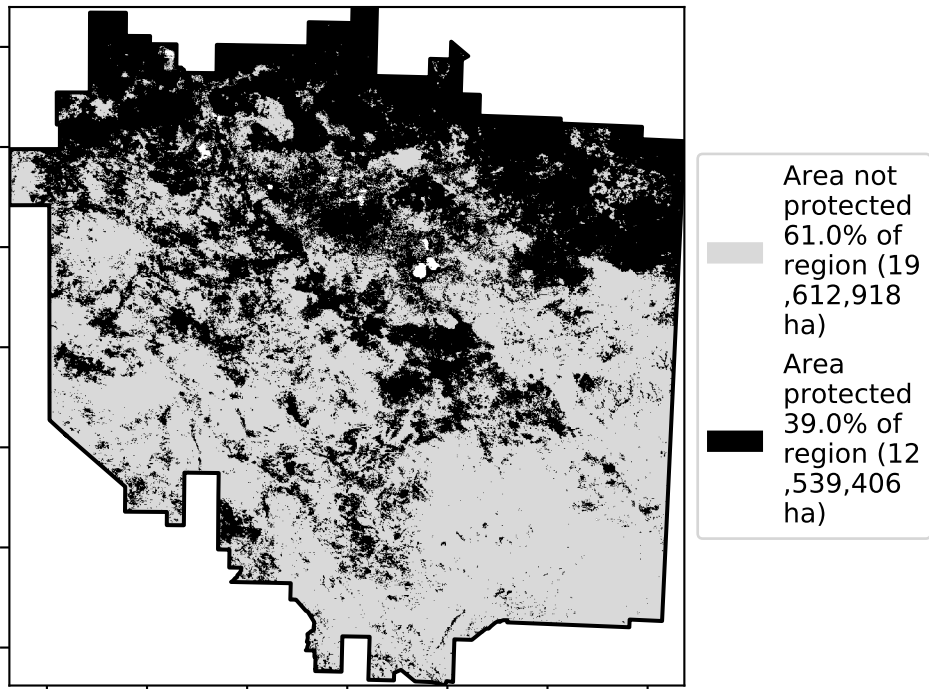 Area not
protected
61.0% of
region (19
,612,918
ha)
Area
protected
39.0% of
region (12
,539,406
ha)